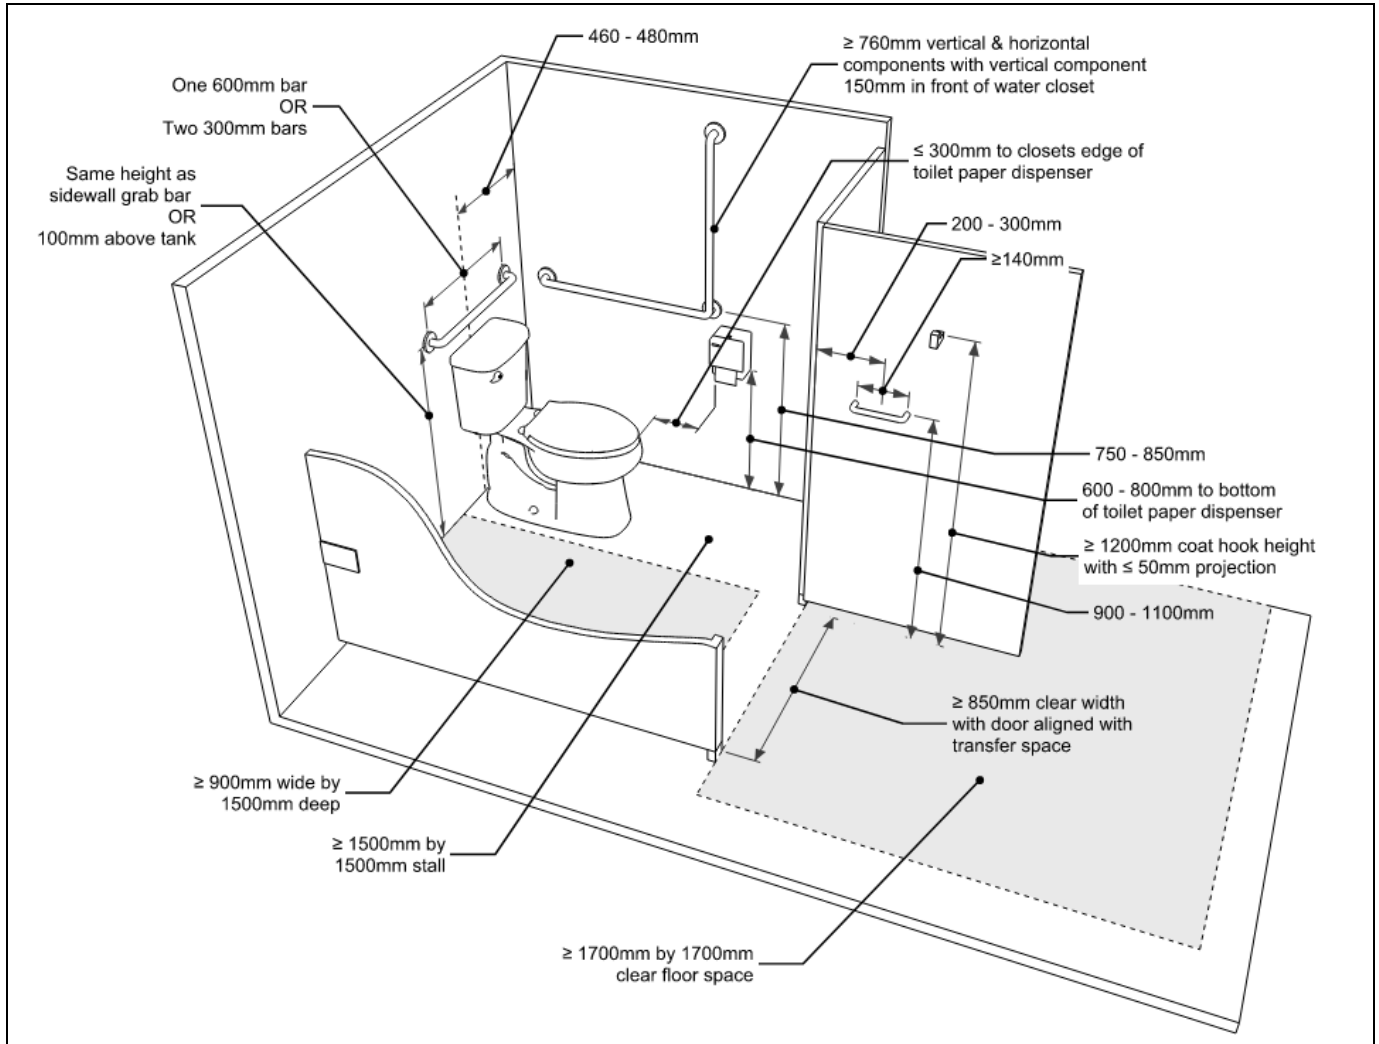 460 - 480mm
≥ 760mm vertical & horizontal
components with vertical component
150mm in front of water closet
One 600mm bar
OR
Two 300mm bars
≤ 300mm to closets edge of
toilet paper dispenser
Same height as
sidewall grab bar
OR
100mm above tank
200 - 300mm
≥140mm
750 - 850mm
600 - 800mm to bottom
of toilet paper dispenser
≥ 1200mm coat hook height
with ≤ 50mm projection
900 - 1100mm
≥ 850mm clear width
with door aligned with
transfer space
≥ 900mm wide by
1500mm deep
≥ 1500mm by
1500mm stall
≥ 1700mm by 1700mm
clear floor space